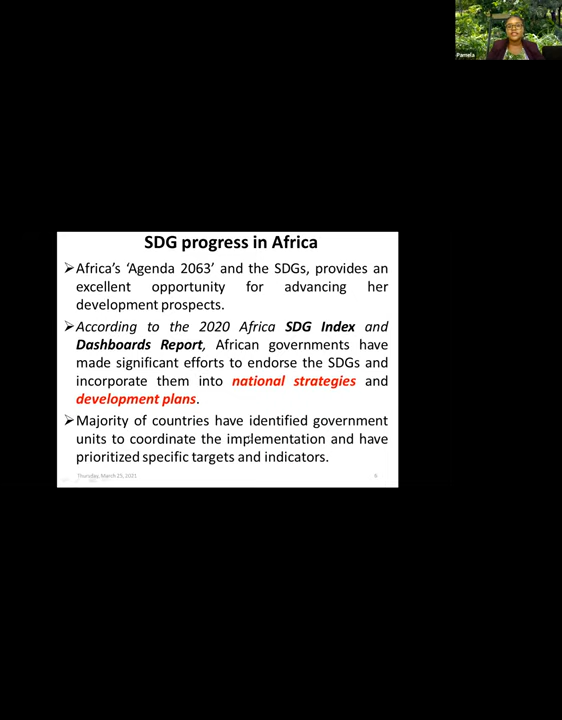 Pamela
SDG progress in Africa
➢Africa's 'Agenda 2063' and the SDGs, provides an
excellent opportunity for advancing her
development prospects.
➢According to the 2020 Africa SDG Index and
Dashboards Report, African governments have
made significant efforts to endorse the SDGs and
incorporate them into national strategies and
development plans.
➢Majority of countries have identified government
units to coordinate the implementation and have
prioritized specific targets and indicators.
Thursday, March 25, 2021
6